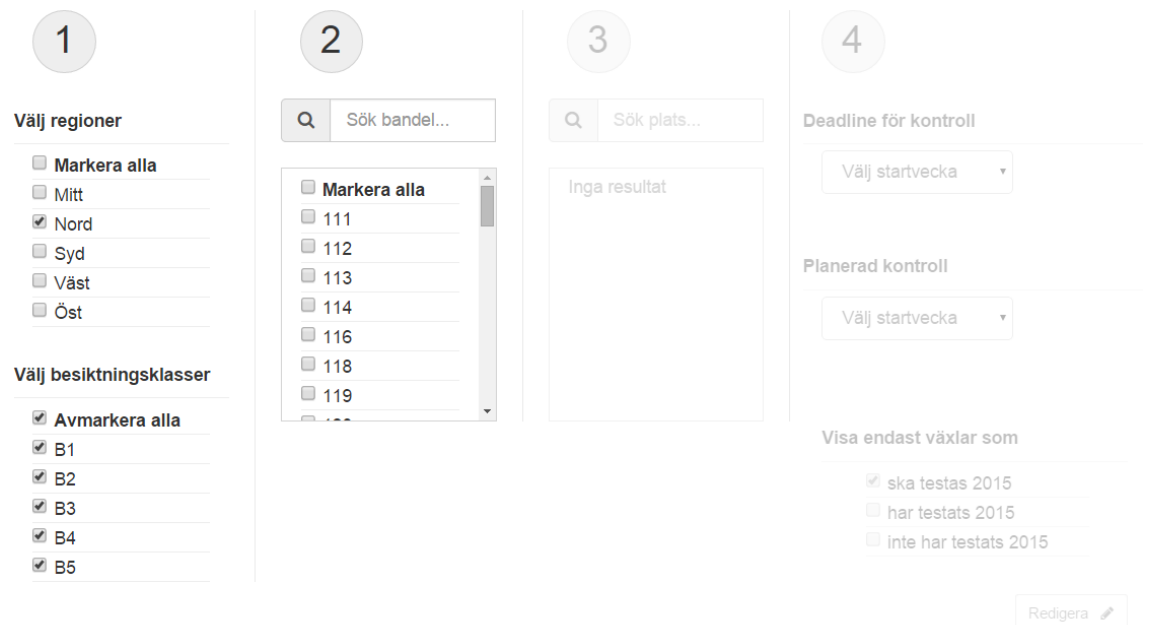 1
Välj regioner
Markera alla
Mitt
Nord
Syd
Väst
Öst
Välj besiktningsklasser
Avmarkera alla
B1
B2
B3
B4
B5
2
Sök bandel...
Markera alla
111
112
113
114
116
118
119
3
Sök plats...
Inga resultat
4
Deadline för kontroll
Välj startvecka
Planerad kontroll
Välj startvecka
Visa endast växlar som
ska testas 2015
har testats 2015
inte har testats 2015
Redigera